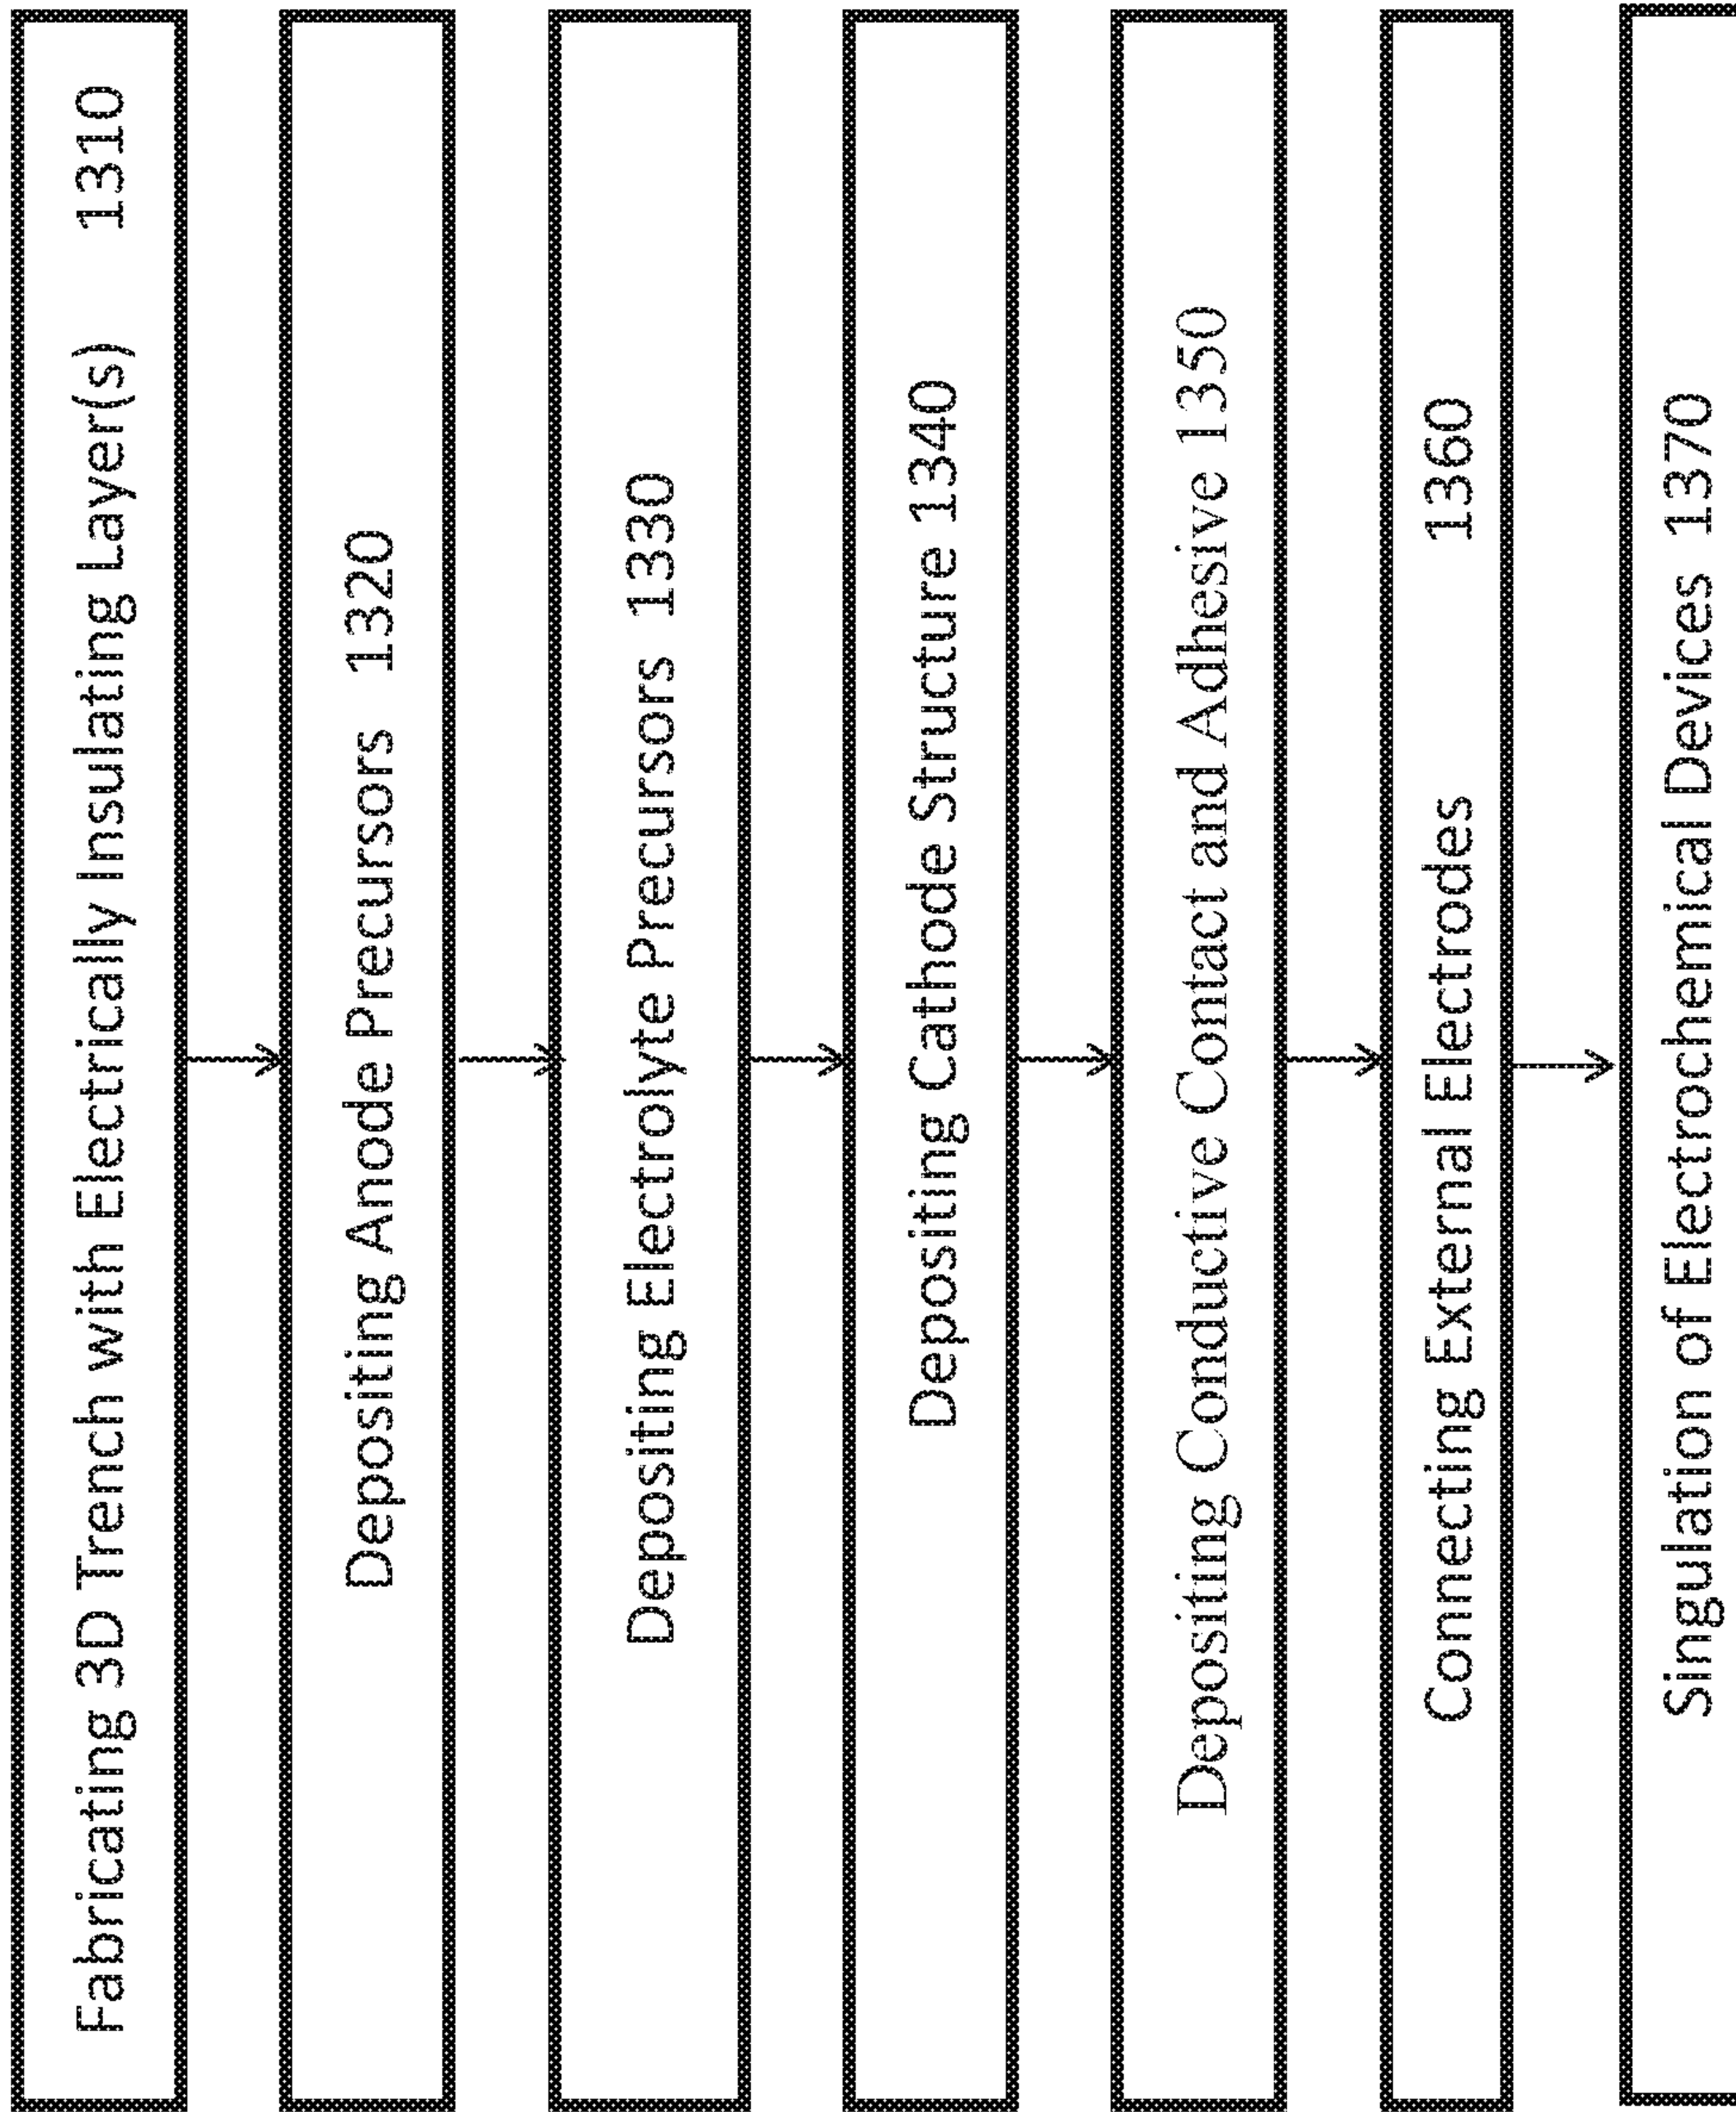 Fabricating 3D Trench with Electrically Insulating Layer(s) 1310
Depositing Anode Precursors 1320
Depositing Electrolyte Precursors 1330
Depositing Cathode Structure 1340
Depositing Conductive Contact and Adhesive 1350
Connecting External Electrodes 1360
Singulation of Electrochemical Devices 1370